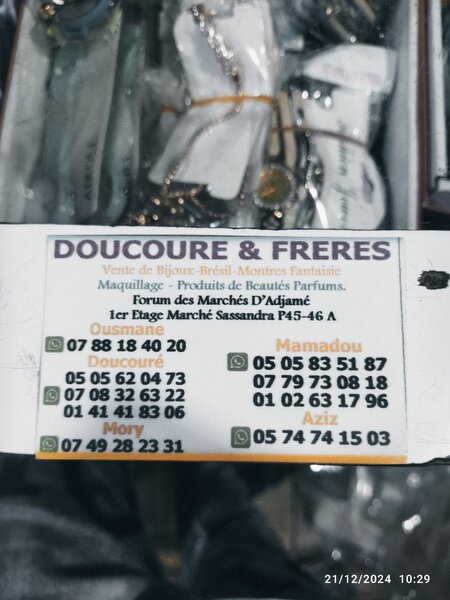 DOUCOURE & FRERES
Vente de Bijoux-Brésil-Montres Fantaisie
Maquillage - Produits de Beautés Parfums.
Forum des Marchés D'Adjamé
1er Etage Marché Sassandra P45-46 A
Ousmane
07 88 18 40 20
Doucouré
05 05 62 04 73
07 08 32 63 22
01 41 41 83 06
Mory
07 49 28 23 31
Mamadou
05 05 83 51 87
07 79 73 08 18
01 02 63 17 96
Aziz
05 74 74 15 03
21/12/2024 10:29